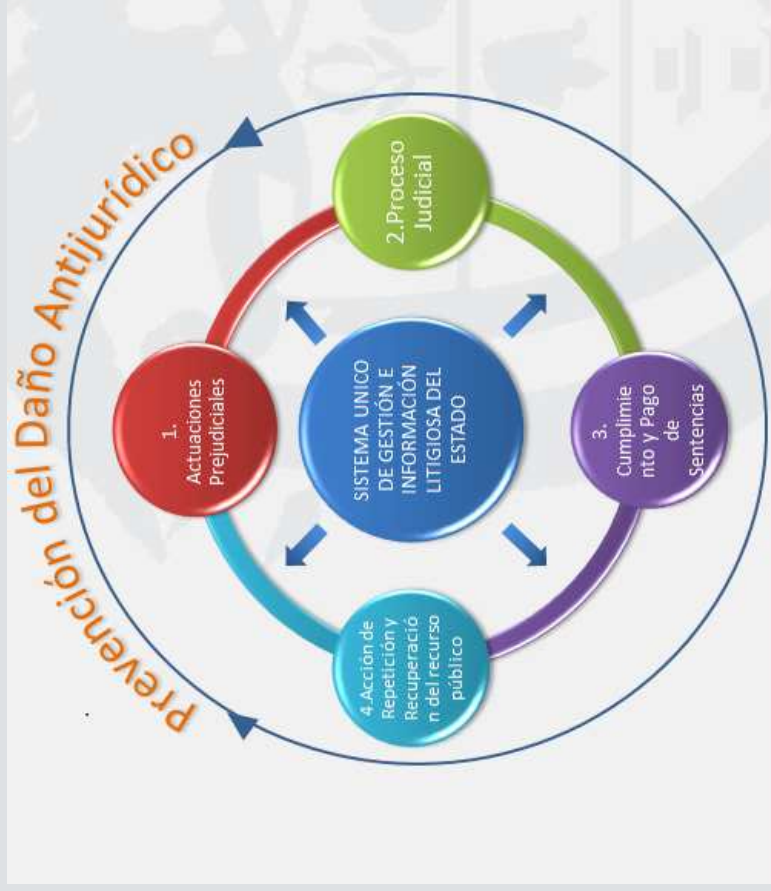 Prevención del Daño Antijurídico
1.
Actuaciones
Prejudiciales
2.Proceso
Judicial
3.
Cumplimie
nto y Pago
de
Sentencias
4.Acción de
Repetición y
Recuperació
n del recurso
público
SISTEMA UNICO
DE GESTIÓN E
INFORMACIÓN
LITIGIOSA DEL
ESTADO